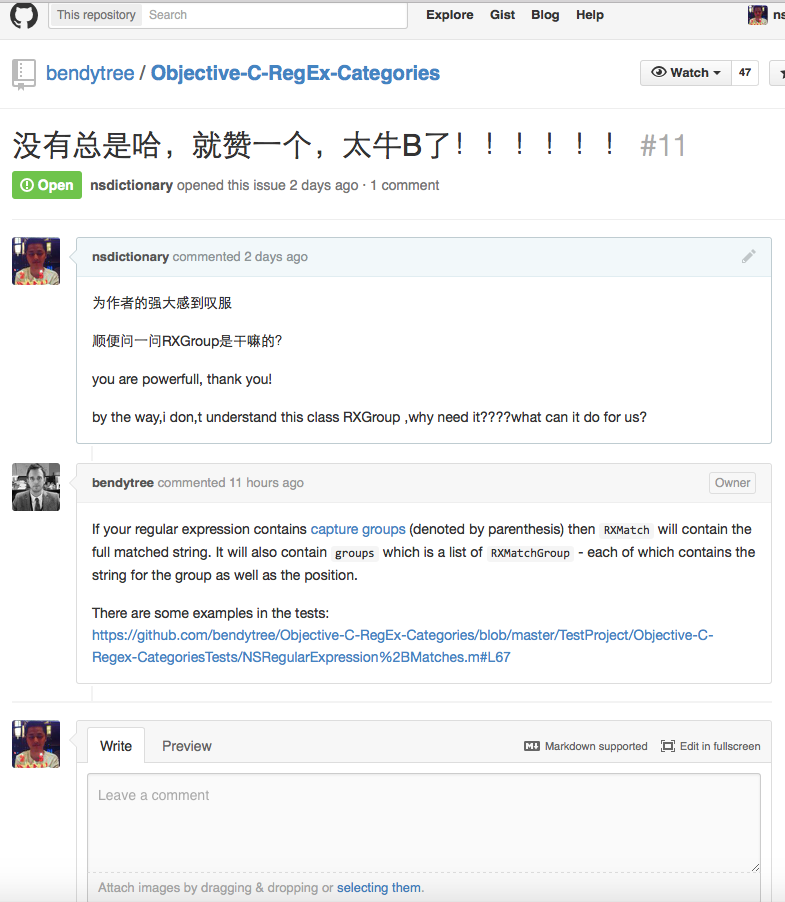 This repository Search Explore Gist Blog Help ns
bendytree / Objective-C-RegEx-Categories Watch 47
没有总是哈，就赞一个，太牛B了！！！！！！ #11
Open nsdictionary opened this issue 2 days ago · 1 comment
nsdictionary commented 2 days ago
为作者的强大感到叹服
顺便问一问RXGroup是干嘛的?
you are powerfull, thank you!
by the way,i don,t understand this class RXGroup ,why need it????what can it do for us?
bendytree commented 11 hours ago Owner
If your regular expression contains capture groups (denoted by parenthesis) then RXMatch will contain the
full matched string. It will also contain groups which is a list of RXMatchGroup - each of which contains the
string for the group as well as the position.
There are some examples in the tests:
https://github.com/bendytree/Objective-C-RegEx-Categories/blob/master/TestProject/Objective-C-
Regex-CategoriesTests/NSRegularExpression%2BMatches.m#L67
Write Preview Markdown supported Edit in fullscreen
Leave a comment
Attach images by dragging & dropping or selecting them.